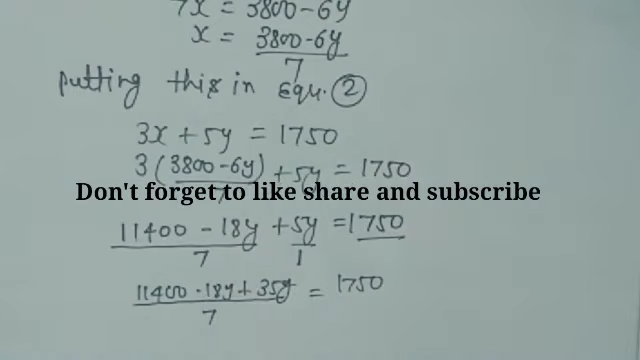 7x = 3800-6y
x = 3800-6y
7
putting this in Equ. ②
3x + 5y = 1750
3 (3800-6y) + 5y = 1750
Don't forget to like share and subscribe
11400 - 18y + 5y = 1750
7 1
11400 - 18y + 35y = 1750
7